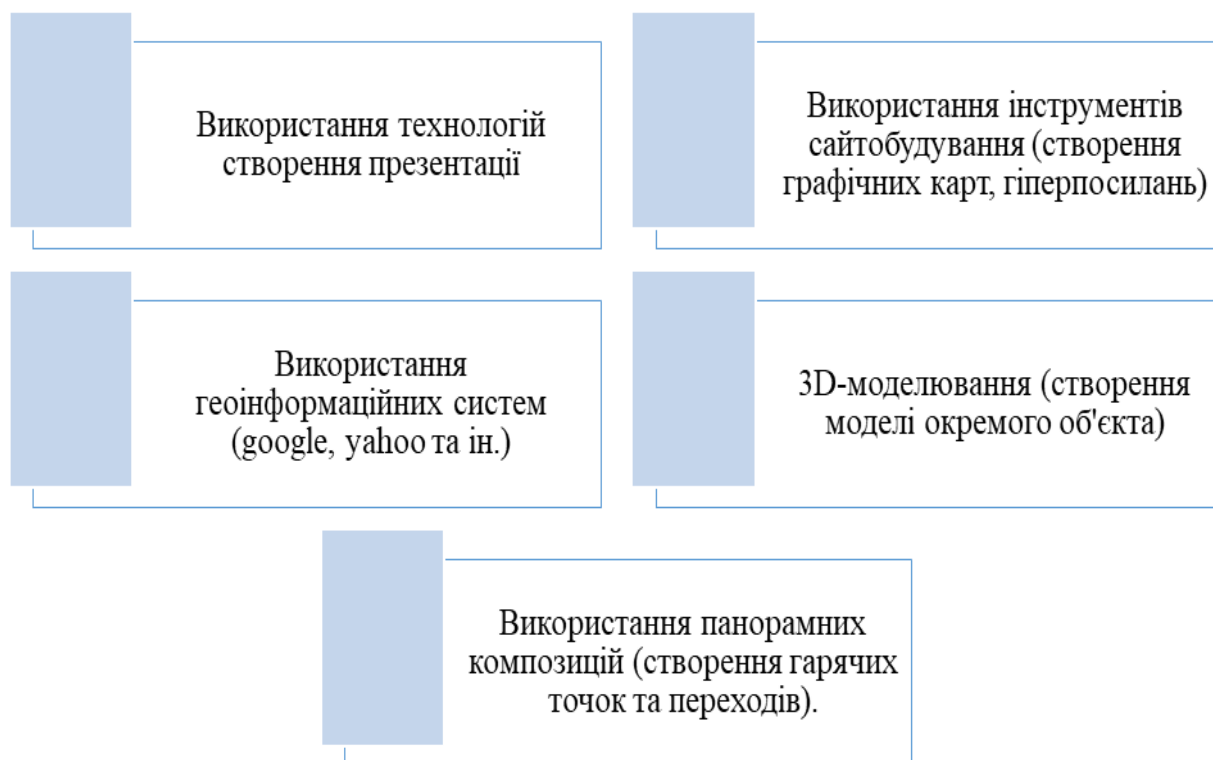 Використання технологій
створення презентації
Використання інструментів
сайтобудування (створення
графічних карт, гіперпосилань)
Використання
геоінформаційних систем
(google, yahoo та ін.)
3D-моделювання (створення
моделі окремого об'єкта)
Використання панорамних
композицій (створення гарячих
точок та переходів).